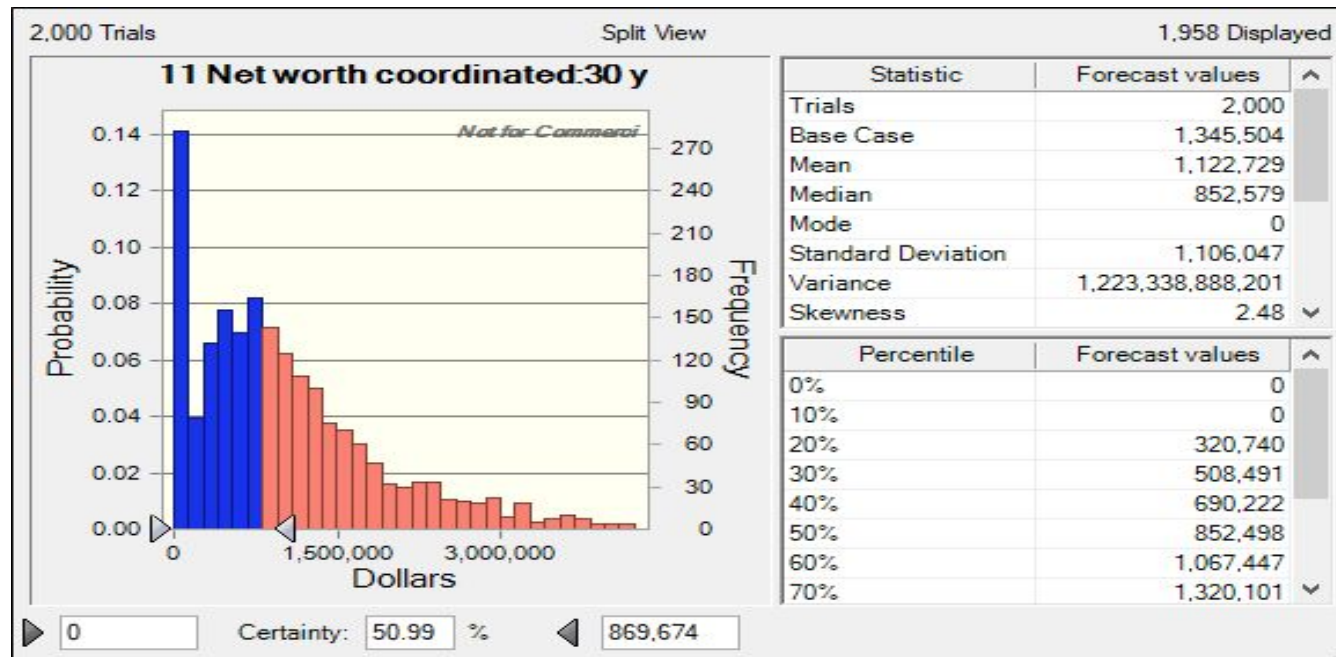 2,000 Trials Split View 1,958 Displayed
11 Net worth coordinated:30 y
Not for Commerci
0.14
0.12
0.10
0.08
0.06
0.04
0.02
0.00
Probability
270
240
210
180
150
120
90
60
30
0
Frequency
0 1,500,000 3,000,000
Dollars
Statistic Forecast values
Trials 2,000
Base Case 1,345,504
Mean 1,122,729
Median 852,579
Mode 0
Standard Deviation 1,106,047
Variance 1,223,338,888,201
Skewness 2.48
Percentile Forecast values
0% 0
10% 0
20% 320,740
30% 508,491
40% 690,222
50% 852,498
60% 1,067,447
70% 1,320,101
0 Certainty: 50.99 % 869,674